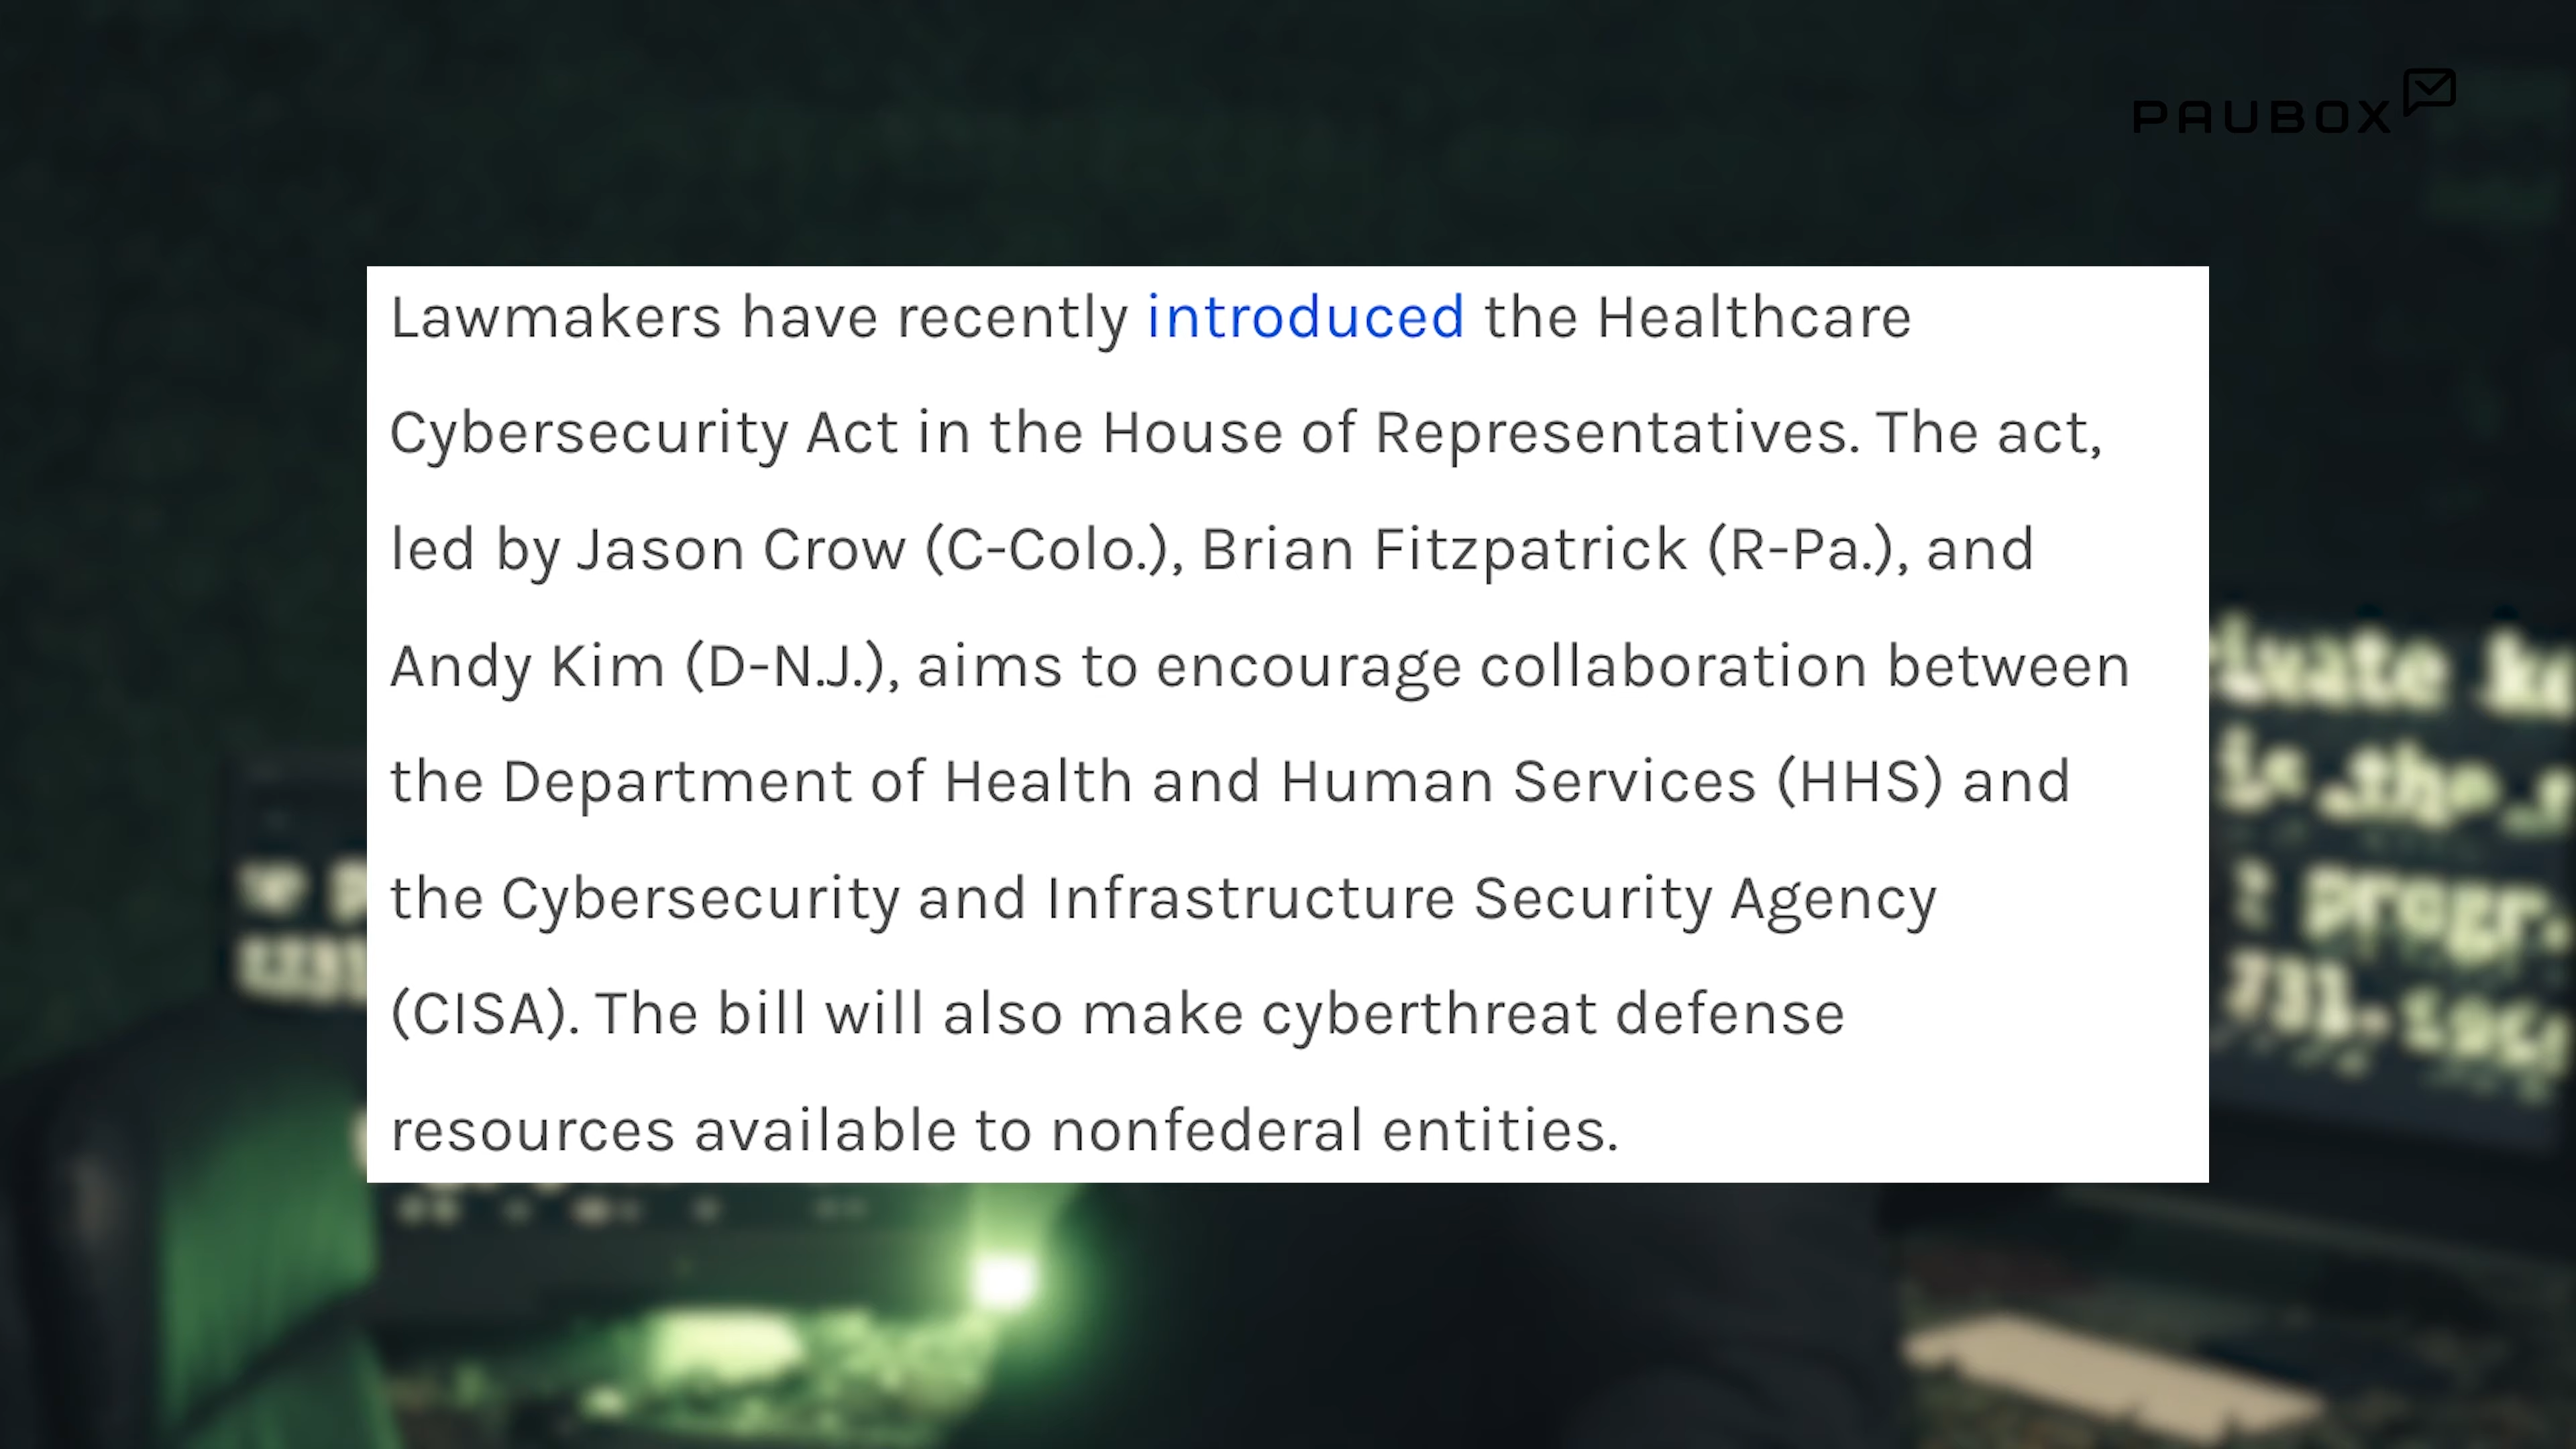 PAUBOX
Lawmakers have recently introduced the Healthcare
Cybersecurity Act in the House of Representatives. The act,
led by Jason Crow (C-Colo.), Brian Fitzpatrick (R-Pa.), and
Andy Kim (D-N.J.), aims to encourage collaboration between
the Department of Health and Human Services (HHS) and
the Cybersecurity and Infrastructure Security Agency
(CISA). The bill will also make cyberthreat defense
resources available to nonfederal entities.
is the
progr.